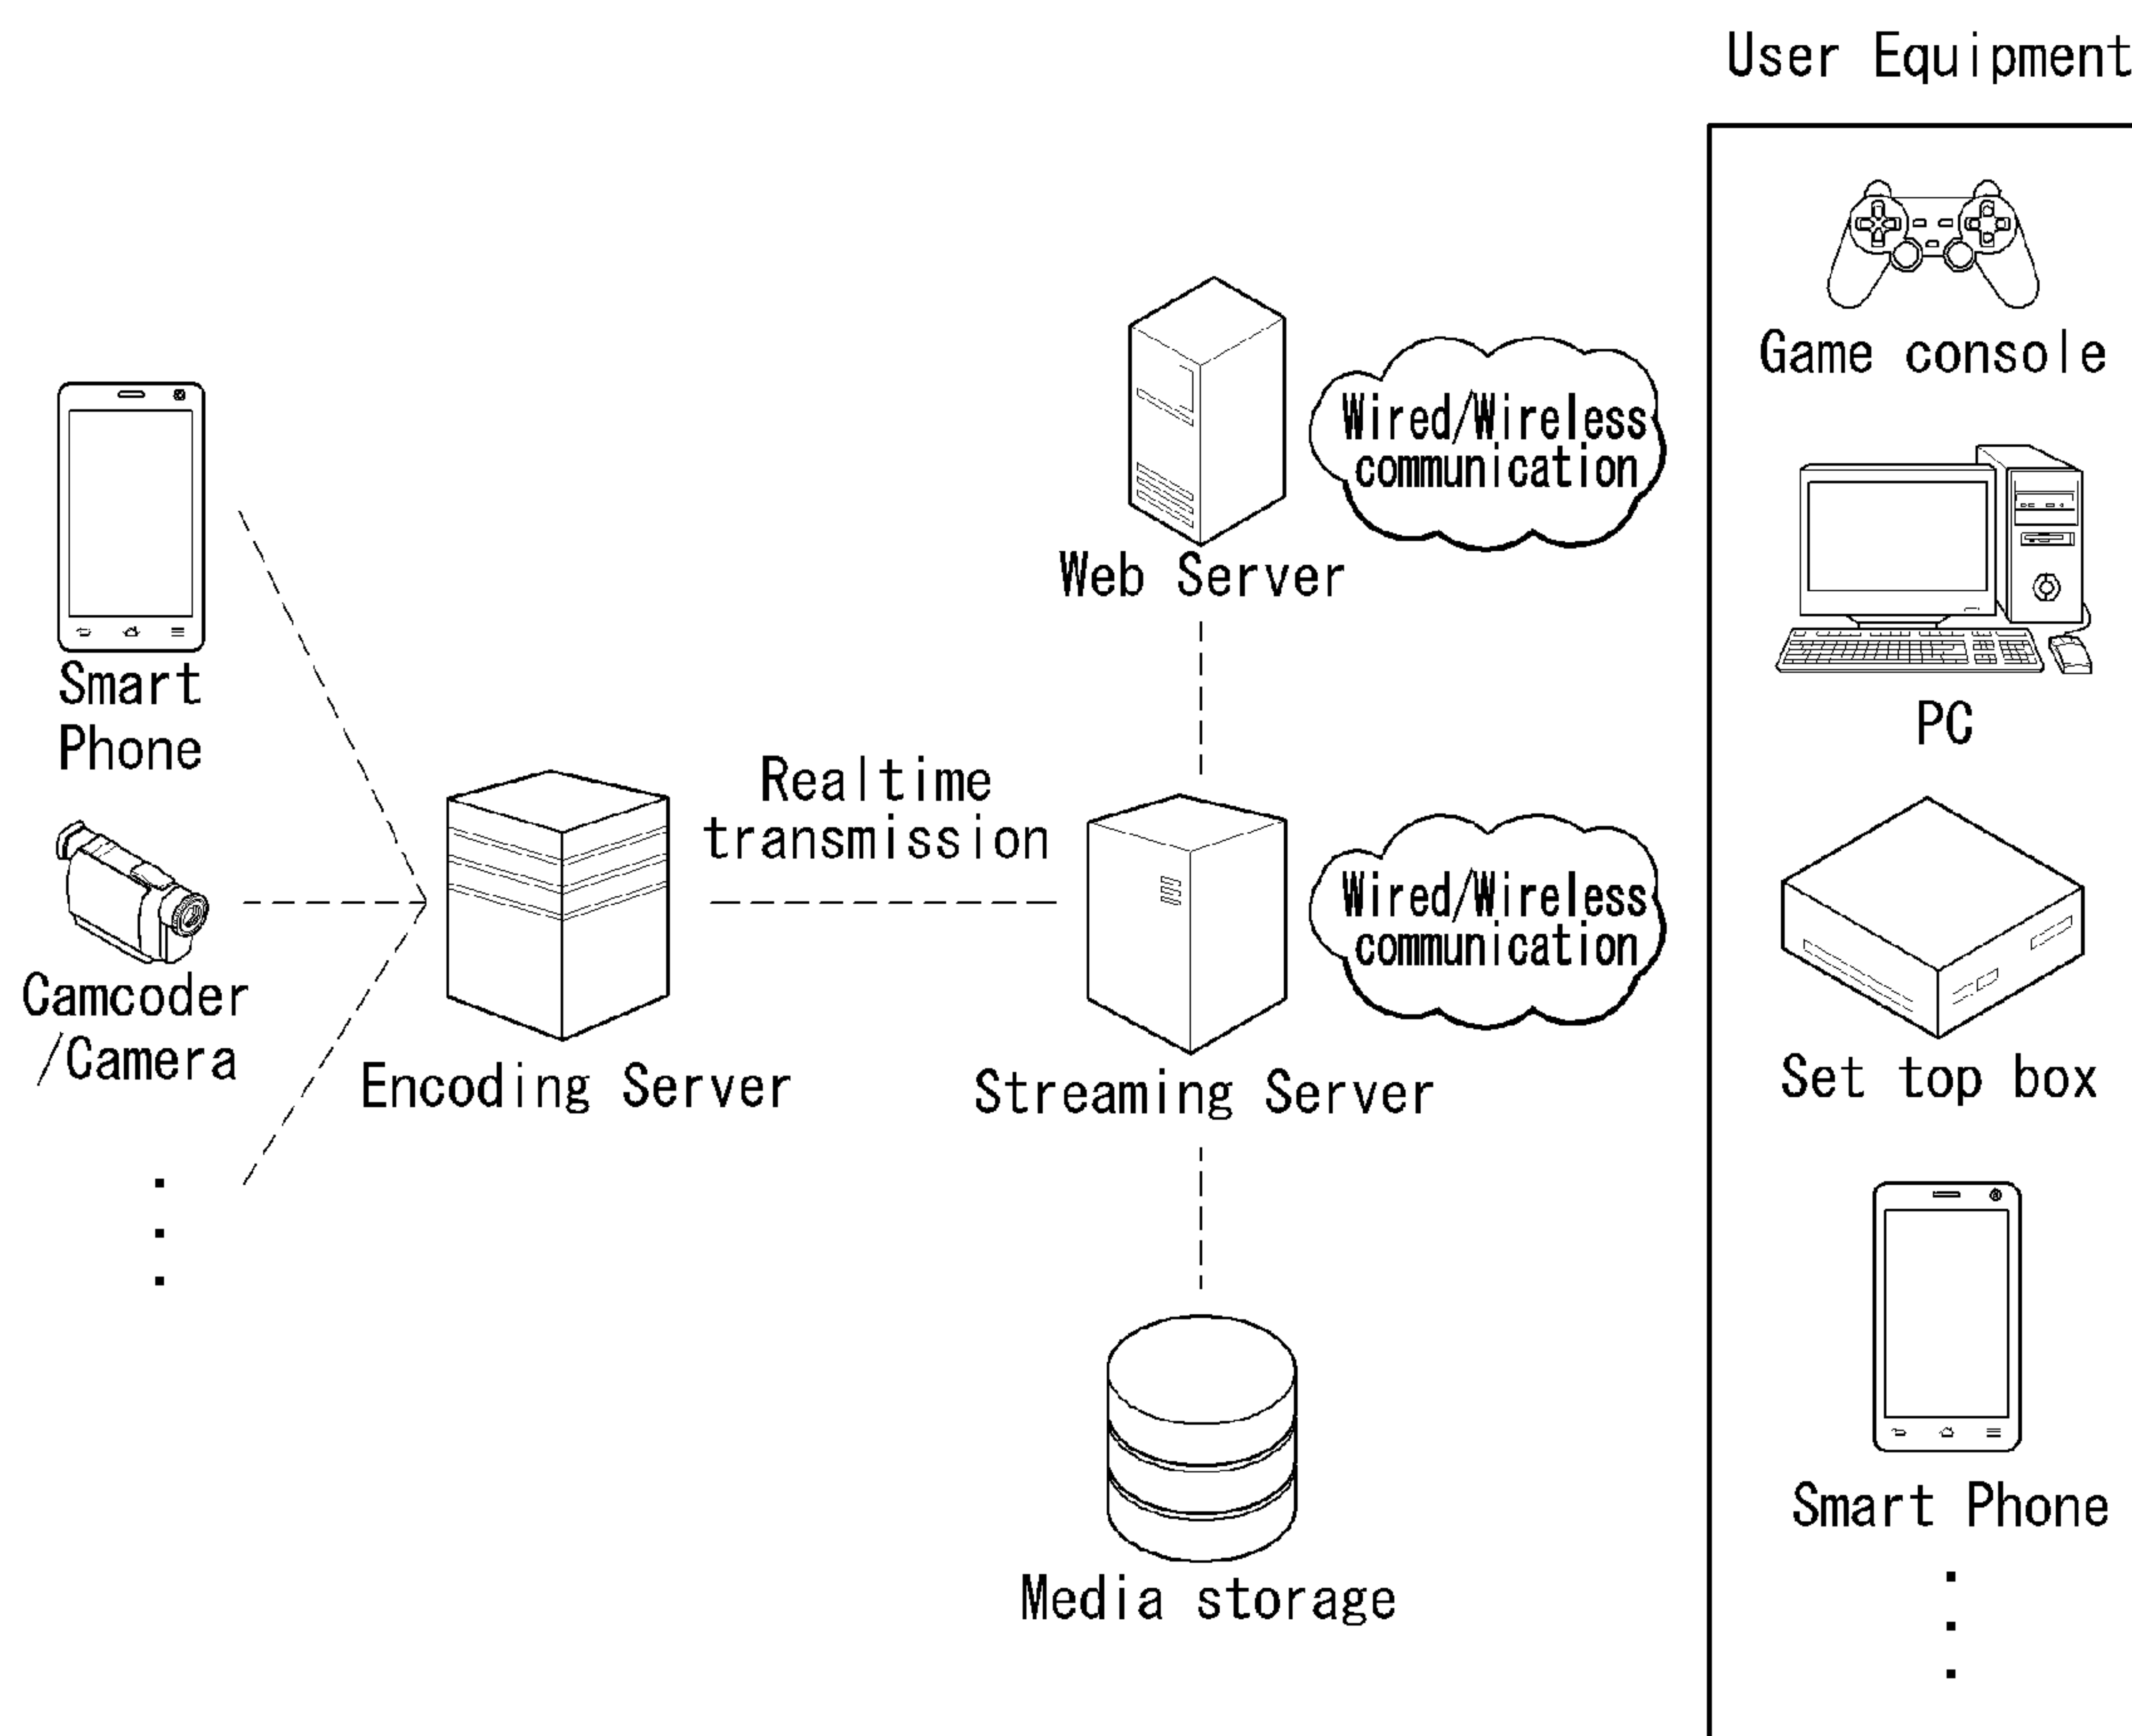 User Equipment
Smart
Phone
Camcoder
/Camera
Encoding Server
Realtime
transmission
Web Server
Wired/Wireless
communication
Streaming Server
Wired/Wireless
communication
Media storage
Game console
PC
Set top box
Smart Phone